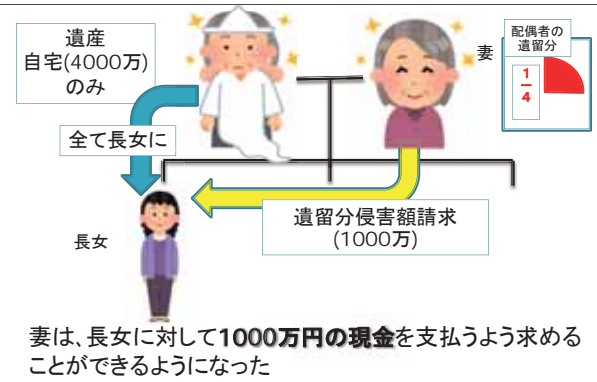 遺産
自宅(4000万)
のみ
妻
配偶者の
遺留分
1
4
全て長女に
遺留分侵害額請求
(1000万)
長女
妻は、長女に対して1000万円の現金を支払うよう求める
ことができるようになった